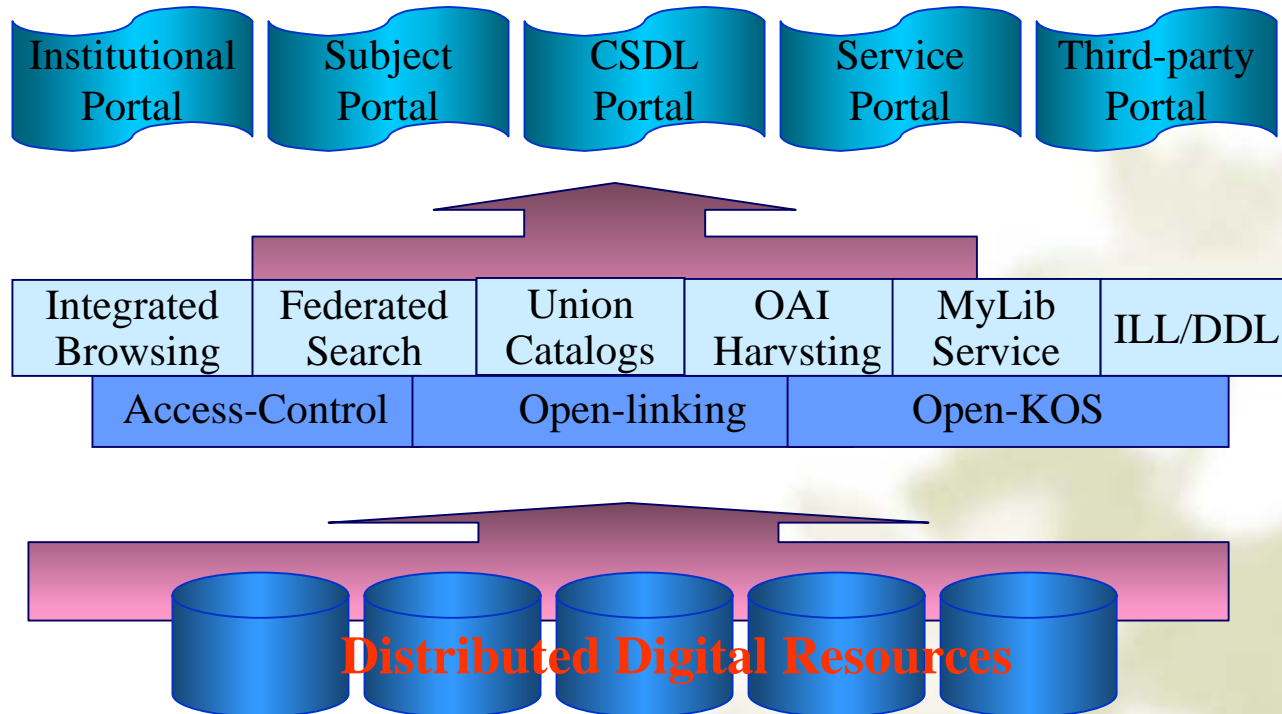 Institutional
Portal
Subject
Portal
CSDL
Portal
Service
Portal
Third-party
Portal
Integrated
Browsing
Federated
Search
Union
Catalogs
OAI
Harvsting
MyLib
Service
ILL/DDL
Access-Control
Open-linking
Open-KOS
Distributed Digital Resources